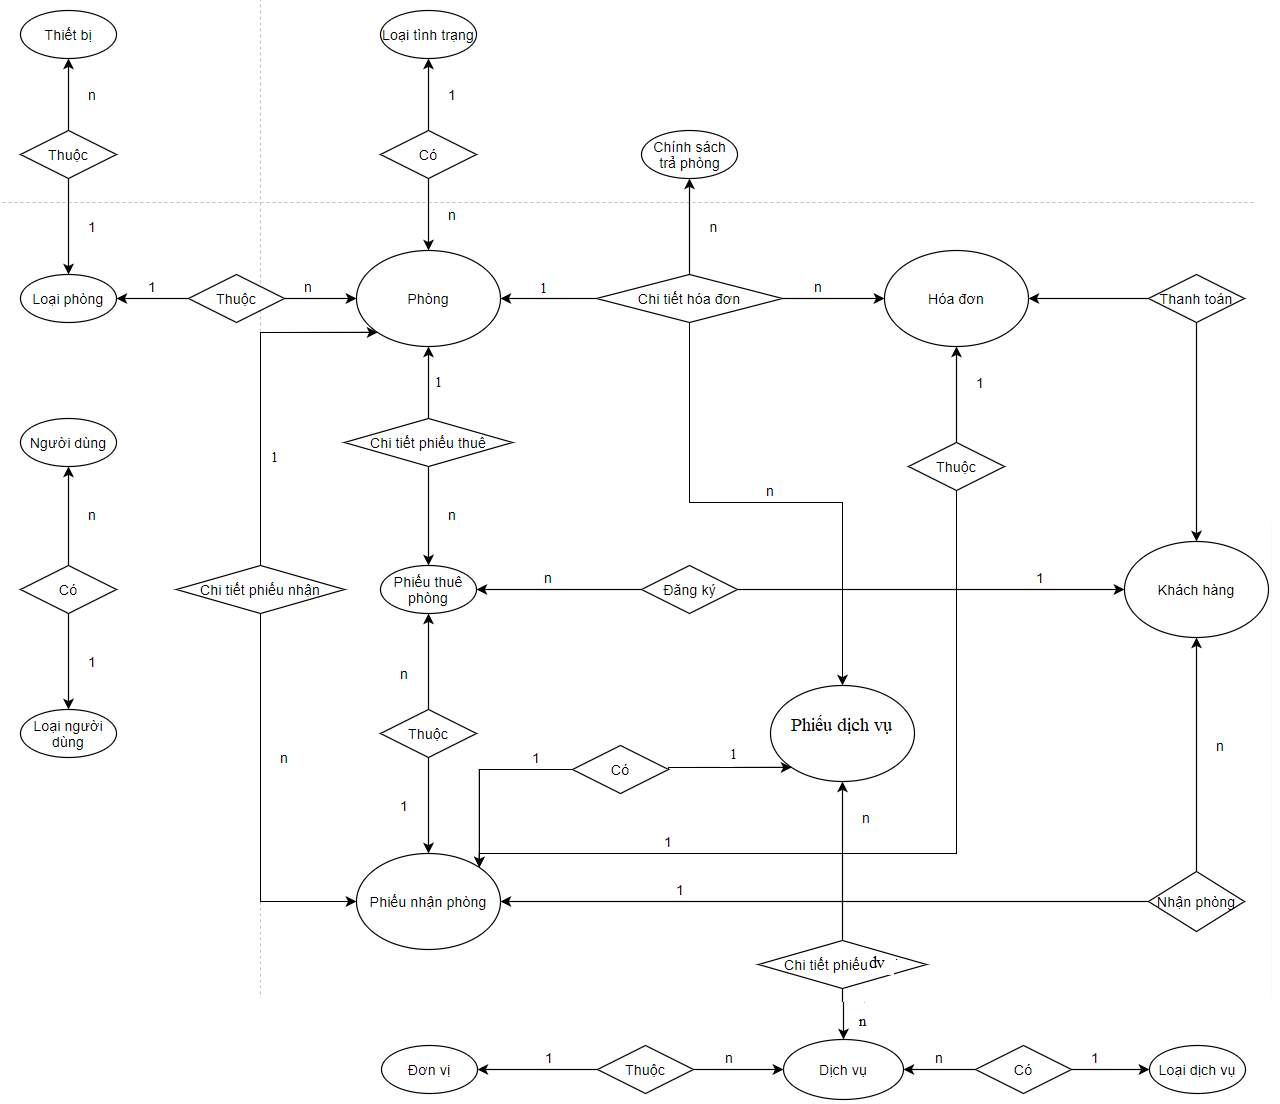 Thiết bị
Loại tình trạng
n
1
Thuộc
Có
Chính sách
trả phòng
n
1
n
Loại phòng
1
Thuộc
n
Phòng
1
Chi tiết hóa đơn
n
Hóa đơn
Thanh toán
1
1
Người dùng
Chi tiết phiếu thuê
1
Thuộc
n
n
n
Có
Chi tiết phiếu nhận
Phiếu thuê
phòng
n
Đăng ký
1
Khách hàng
1
n
Loại người
dùng
Thuộc
Phiếu dịch vụ
n
n
1
Có
1
1
n
1
Phiếu nhận phòng
1
Nhận phòng
Chi tiết phiếu dv
n
Đơn vị
1
Thuộc
n
Dịch vụ
n
Có
1
Loại dịch vụ